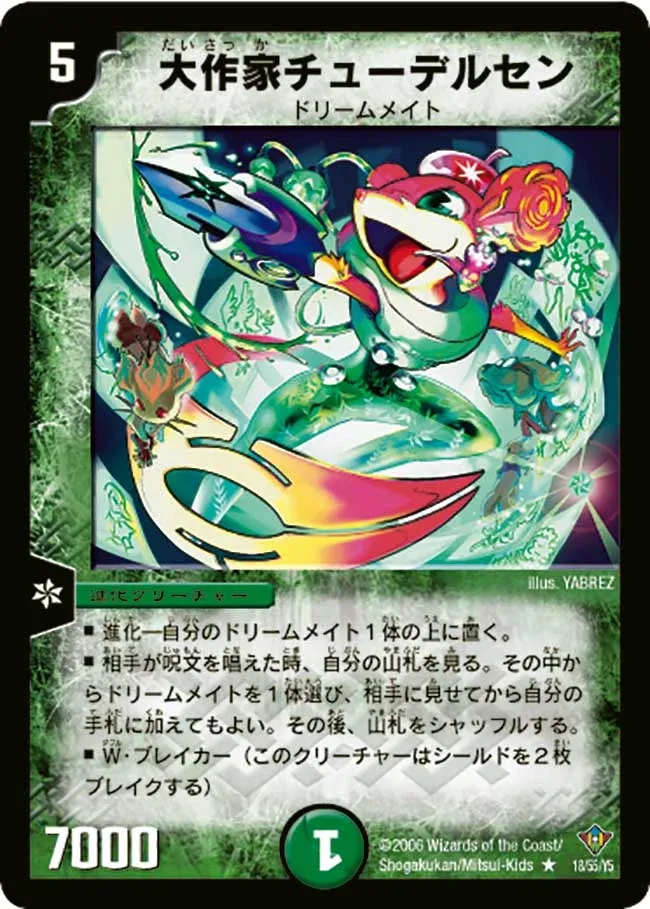 5
だいさっか
大作家チューデルセン
ドリームメイト
illus. YABREZ
進化クリーチャー
■ 進化―自分のドリームメイト1体の上に置く。
■ 相手が呪文を唱えた時、自分の山札を見る。その中か
らドリームメイトを1体選び、相手に見せてから自分の
手札に加えてもよい。その後、山札をシャッフルする。
■ W・ブレイカー（このクリーチャーはシールドを2枚
ブレイクする）
7000
1
©2006 Wizards of the Coast/
Shogakukan/Mitsui-Kids ★ 18/55/Y5